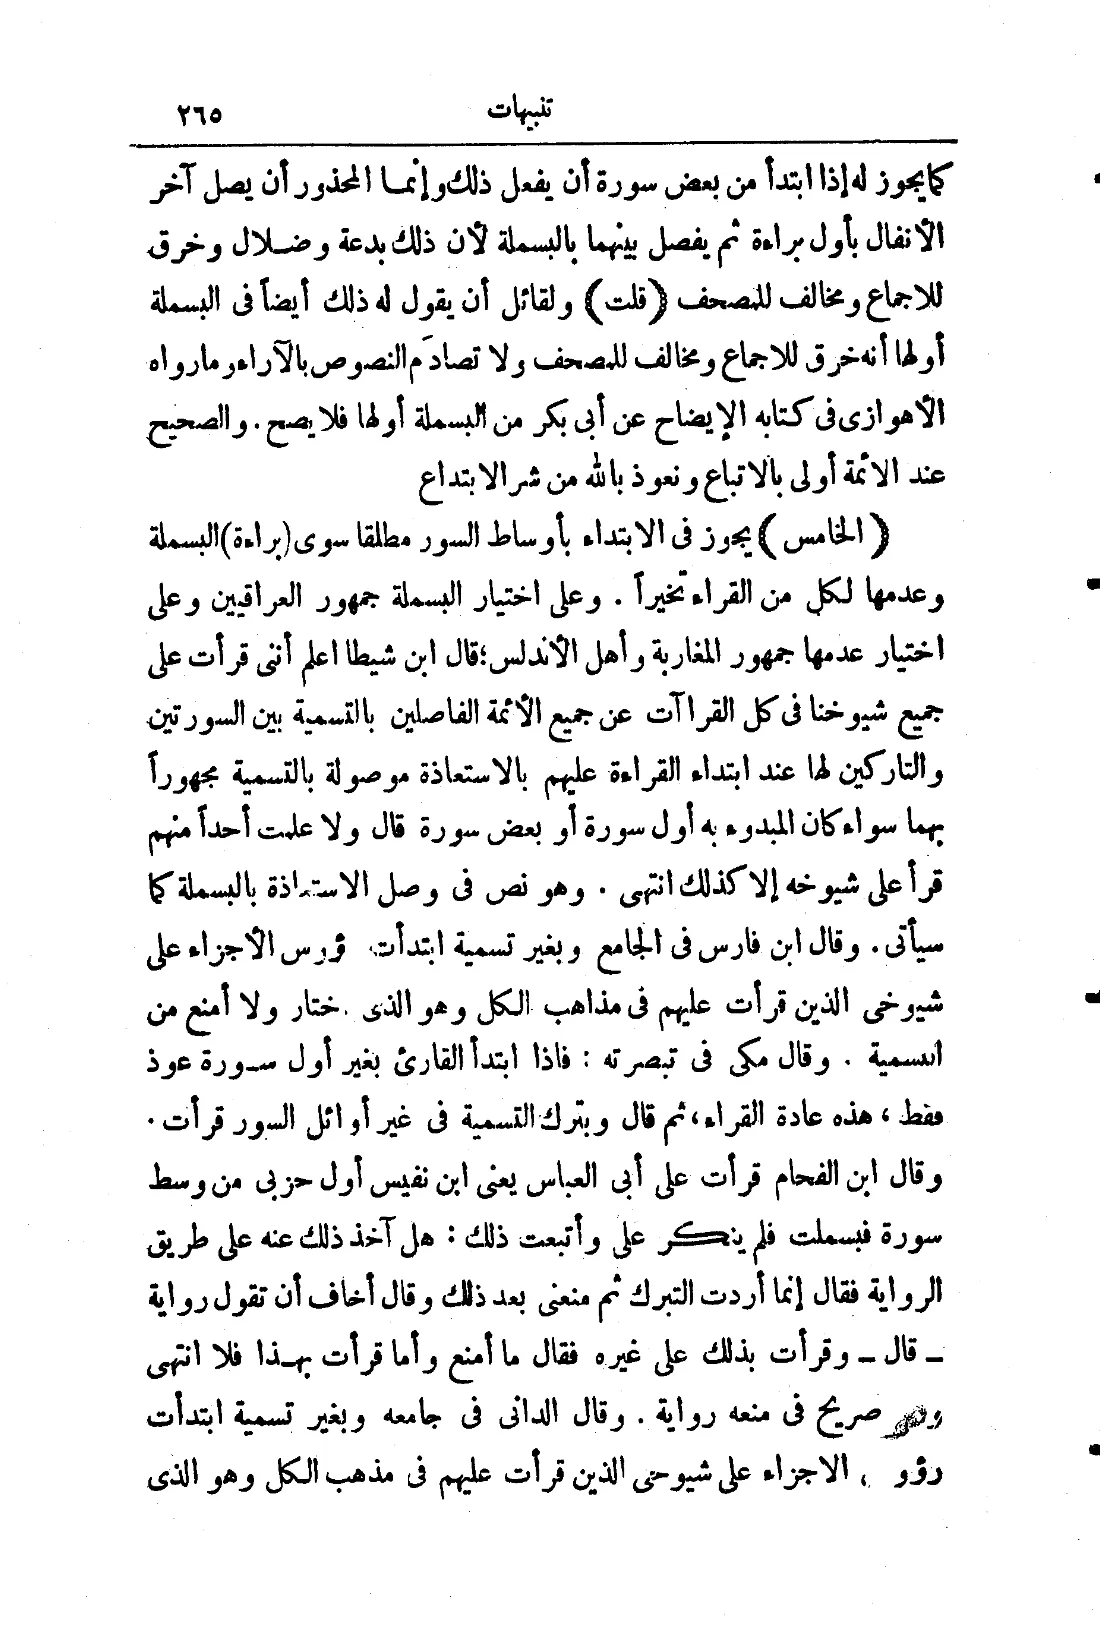 تنبيهات ٢٦٥
كما يجوز له إذا ابتدأ من بعض سورة أن يفعل ذلك وإنما المحذور أن يصل آخر
الأنفال بأول براءة ثم يفصل بينهما بالبسملة لأن ذلك بدعة وضلال وخرق
للاجماع ومخالف للمصحف (قلت) ولقائل أن يقول له ذلك أيضاً فى البسملة
أولها أنه خرق للاجماع ومخالف للمصحف ولا تصادَم النصوص بالآراء وما رواه
الأهوازى فى كتابه الإيضاح عن أبى بكر من البسملة أولها فلا يصح. والصحيح
عند الائمة أولى بالاتباع ونعوذ بالله من شر الابتداع
(الخامس) يجوز فى الابتداء بأوساط السور مطلقا سوى (براءة) البسملة
وعدمها لكل من القراء تخيراً. وعلى اختيار البسملة جمهور العراقيين وعلى
اختيار عدمها جمهور المغاربة وأهل الأندلس؛ قال ابن شيطا اعلم أننى قرأت على
جميع شيوخنا فى كل القراآت عن جميع الأئمة الفاصلين بالتسمية بين السورتين
والتاركين لها عند ابتداء القراءة عليهم بالاستعاذة موصولة بالتسمية مجهوراً
بهما سواء كان المبدوء به أول سورة أو بعض سورة قال ولا علمت أحداً منهم
قرأ على شيوخه إلا كذلك انتهى. وهو نص فى وصل الاستعاذة بالبسملة كما
سيأتى. وقال ابن فارس فى الجامع وبغير تسمية ابتدأت رؤس الأجزاء على
شيوخى الذين قرأت عليهم فى مذاهب الكل وهو الذى أختار ولا أمنع من
التسمية. وقال مكى فى تبصرته: فاذا ابتدأ القارئ بغير أول سورة عوذ
فقط، هذه عادة القراء، ثم قال وبترك التسمية فى غير أوائل السور قرأت.
وقال ابن الفحام قرأت على أبى العباس يعنى ابن نفيس أول حزبى من وسط
سورة فبسملت فلم ينكر على وأتبعت ذلك: هل آخذ ذلك عنه على طريق
الرواية فقال إنما أردت التبرك ثم منعنى بعد ذلك وقال أخاف أن تقول رواية
ـ قال ـ وقرأت بذلك على غيره فقال ما أمنع وأما قرأت بهذا فلا انتهى
وهو صريح فى منعه رواية. وقال الدانى فى جامعه وبغير تسمية ابتدأت
رؤوس الاجزاء على شيوخى الذين قرأت عليهم فى مذهب الكل وهو الذى